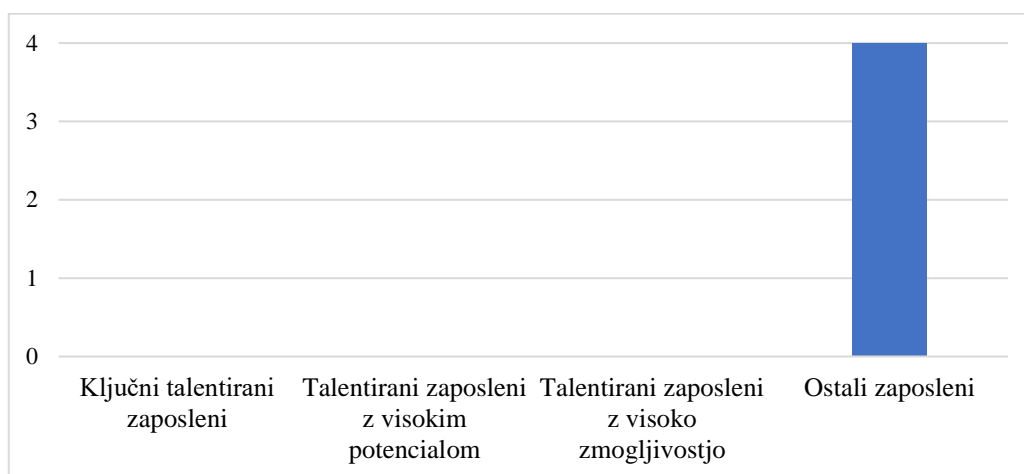 4
3
2
1
0
Ključni talentirani
zaposleni
Talentirani zaposleni
z visokim
potencialom
Talentirani zaposleni
z visoko
zmogljivostjo
Ostali zaposleni